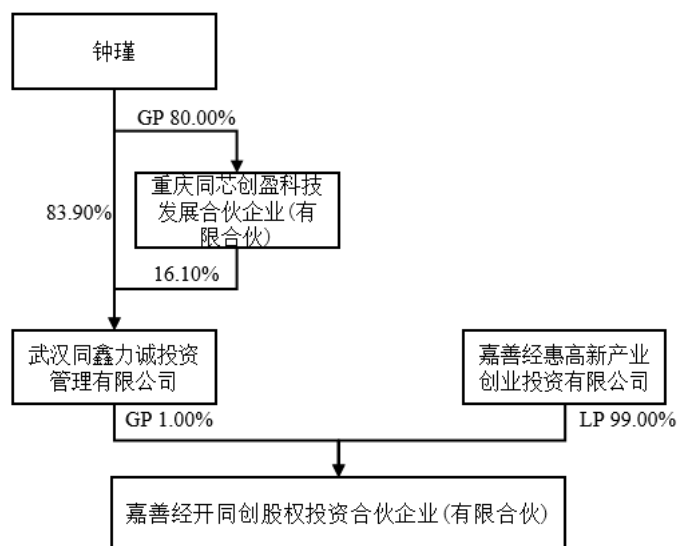 钟瑾
GP 80.00%
重庆同芯创盈科技
发展合伙企业(有
限合伙)
83.90%
16.10%
武汉同鑫力诚投资
管理有限公司
嘉善经惠高新产业
创业投资有限公司
GP 1.00%
LP 99.00%
嘉善经开同创股权投资合伙企业(有限合伙)